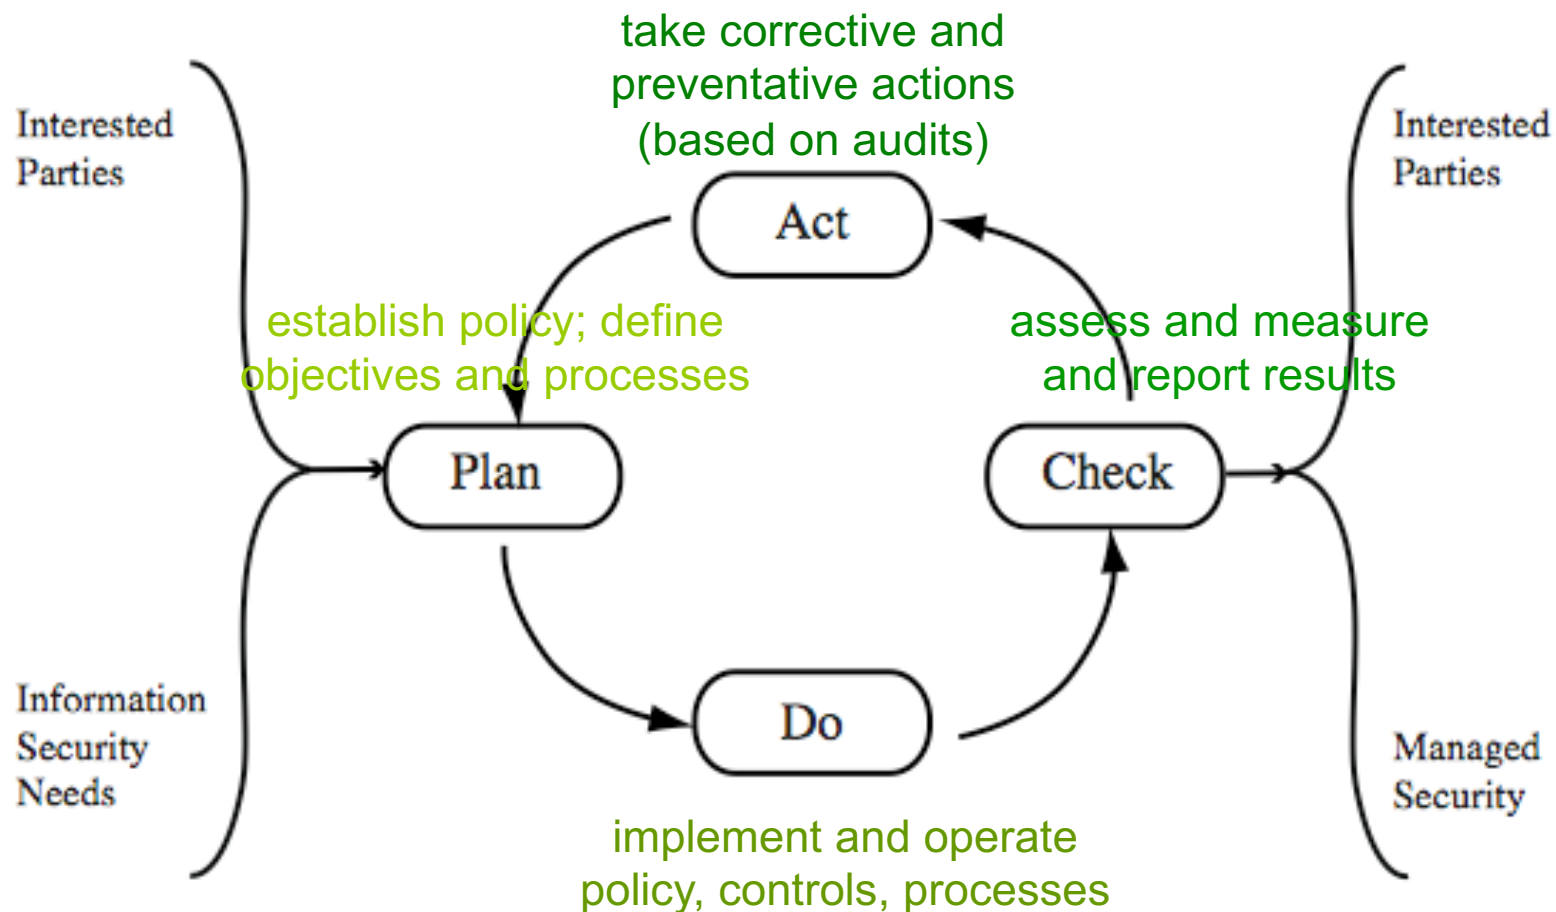 take corrective and
preventative actions
(based on audits)
Interested
Parties
Interested
Parties
Act
establish policy; define
objectives and processes
assess and measure
and report results
Plan
Check
Information
Security
Needs
Do
Managed
Security
implement and operate
policy, controls, processes